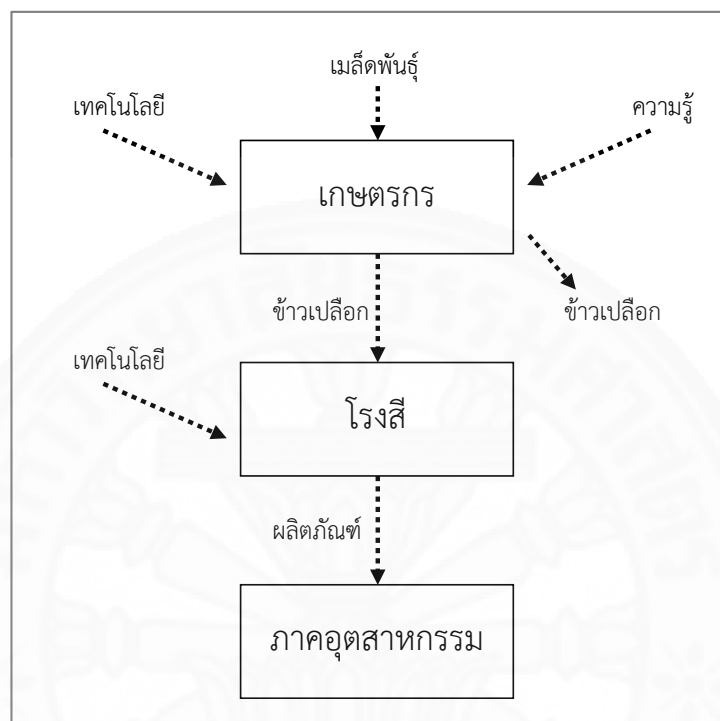 เมล็ดพันธุ์
เทคโนโลยี
ความรู้
เกษตรกร
ข้าวเปลือก
ข้าวเปลือก
เทคโนโลยี
โรงสี
ผลิตภัณฑ์
ภาคอุตสาหกรรม